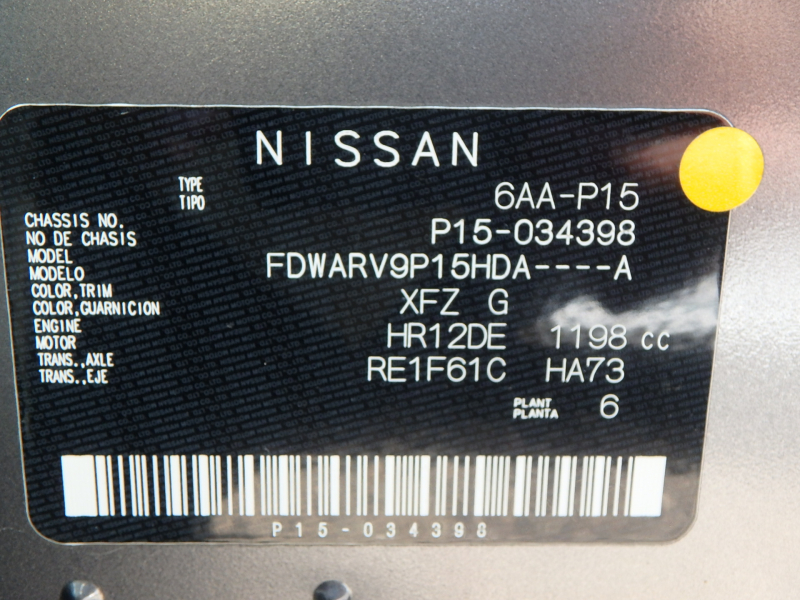 NISSAN
TYPE
TIPO 6AA-P15
CHASSIS NO.
NO DE CHASIS P15-034398
MODEL
MODELO FDWARV9P15HDA----A
COLOR,TRIM
COLOR,GUARNICION XFZ G
ENGINE
MOTOR HR12DE 1198 cc
TRANS.,AXLE
TRANS.,EJE RE1F61C HA73
PLANT
PLANTA 6
P15-034398